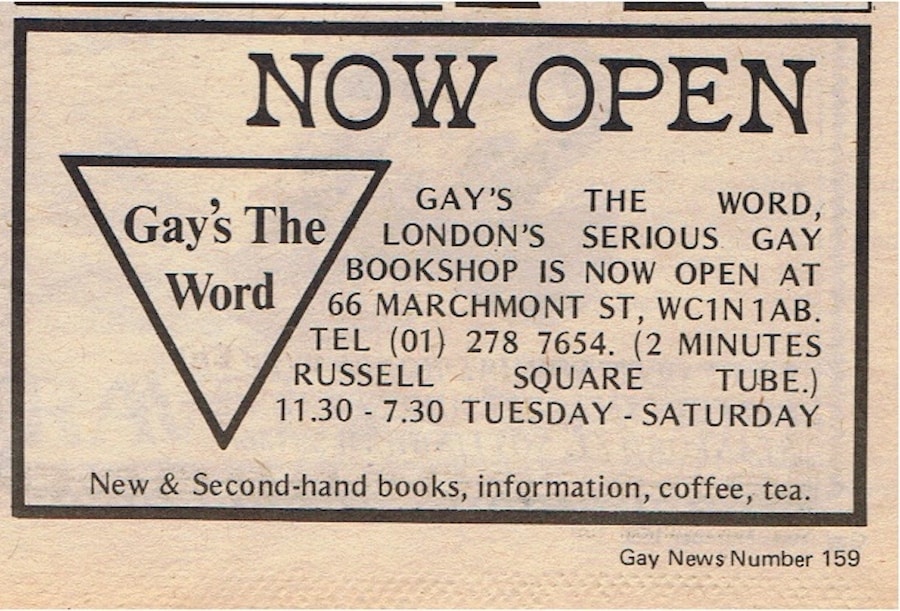 NOW OPEN
Gay's The
Word
GAY'S THE WORD,
LONDON'S SERIOUS GAY
BOOKSHOP IS NOW OPEN AT
66 MARCHMONT ST, WC1N 1AB.
TEL (01) 278 7654. (2 MINUTES
RUSSELL SQUARE TUBE.)
11.30 - 7.30 TUESDAY - SATURDAY
New & Second-hand books, information, coffee, tea.
Gay News Number 159